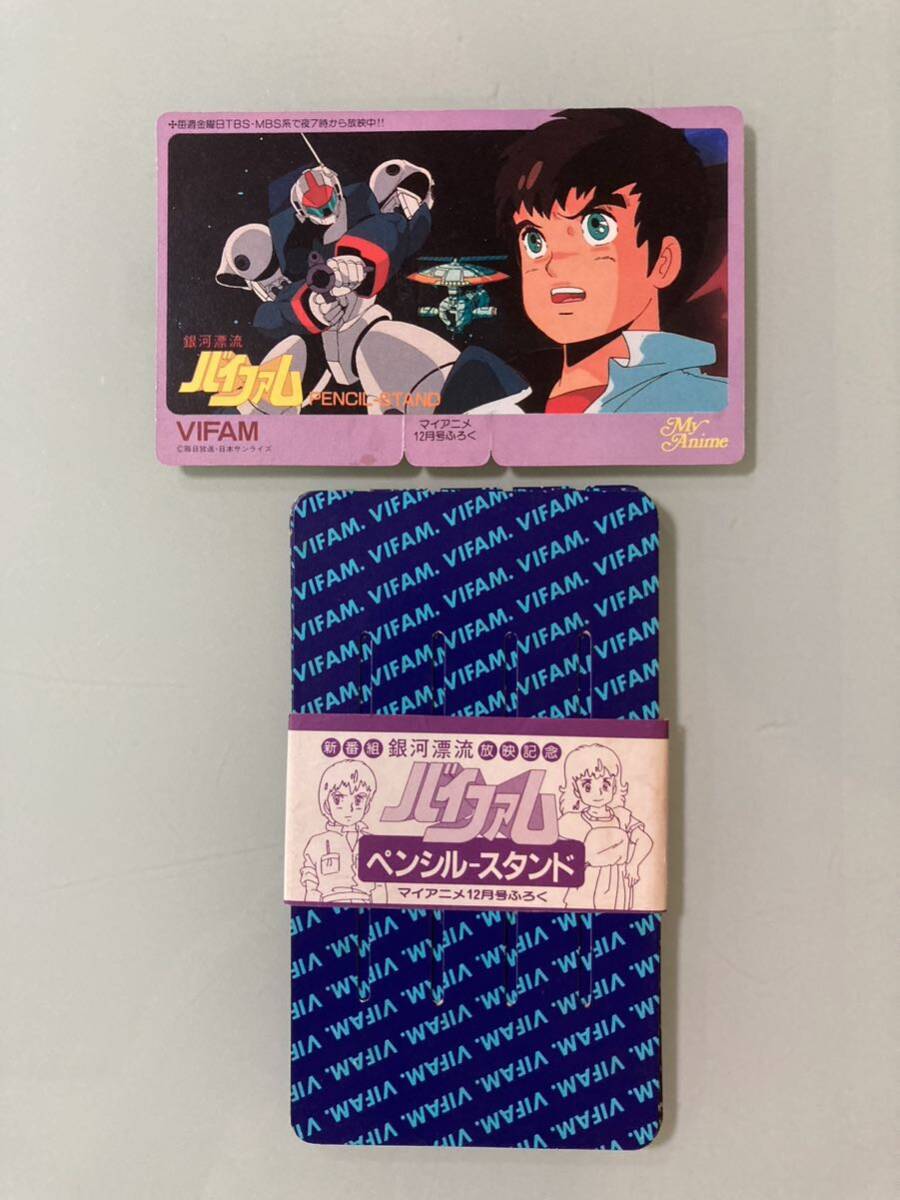 ✢毎週金曜日TBS・MBS系で夜7時から放映中!!
銀河漂流
バイファム
PENCIL-STAND
VIFAM
©毎日放送・日本サンライズ
マイアニメ
12月号ふろく
My
Anime
VIFAM. VIFAM. VIFAM. VIFAM.
新番組 銀河漂流 放映記念
バイファム
ペンシル-スタンド
マイアニメ12月号ふろく
VIFAM. VIFAM. VIFAM. VIFAM.